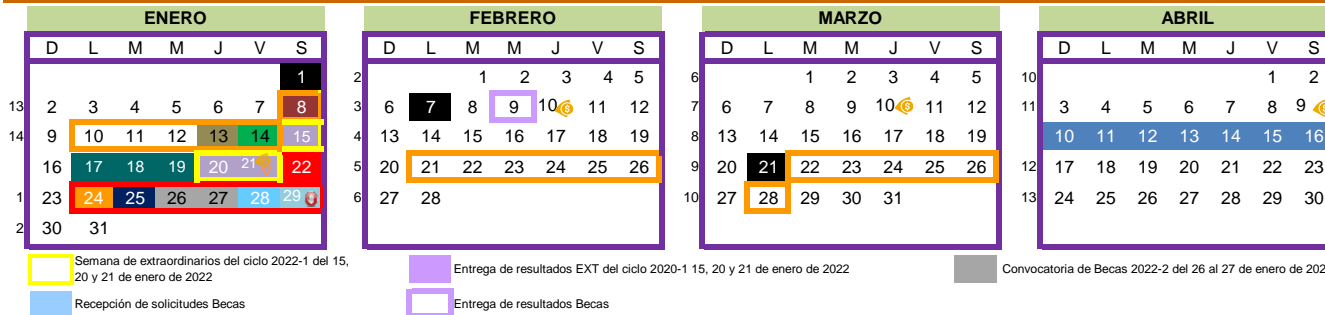 ENERO FEBRERO MARZO ABRIL
D L M M J V S D L M M J V S D L M M J V S D L M M J V S
1 2 1 2 3 4 5 6 1 2 3 4 5 10 1 2
13 2 3 4 5 6 7 8 3 6 7 8 9 10 11 12 7 6 7 8 9 10 11 12 11 3 4 5 6 7 8 9
14 9 10 11 12 13 14 15 4 13 14 15 16 17 18 19 8 13 14 15 16 17 18 19 10 11 12 13 14 15 16
16 17 18 19 20 21 22 5 20 21 22 23 24 25 26 9 20 21 22 23 24 25 26 12 17 18 19 20 21 22 23
1 23 24 25 26 27 28 29 6 27 28 10 27 28 29 30 31 13 24 25 26 27 28 29 30
2 30 31
Semana de extraordinarios del ciclo 2022-1 del 15,
20 y 21 de enero de 2022
Entrega de resultados EXT del ciclo 2020-1 15, 20 y 21 de enero de 2022
Convocatoria de Becas 2022-2 del 26 al 27 de enero de 202
Recepción de solicitudes Becas
Entrega de resultados Becas